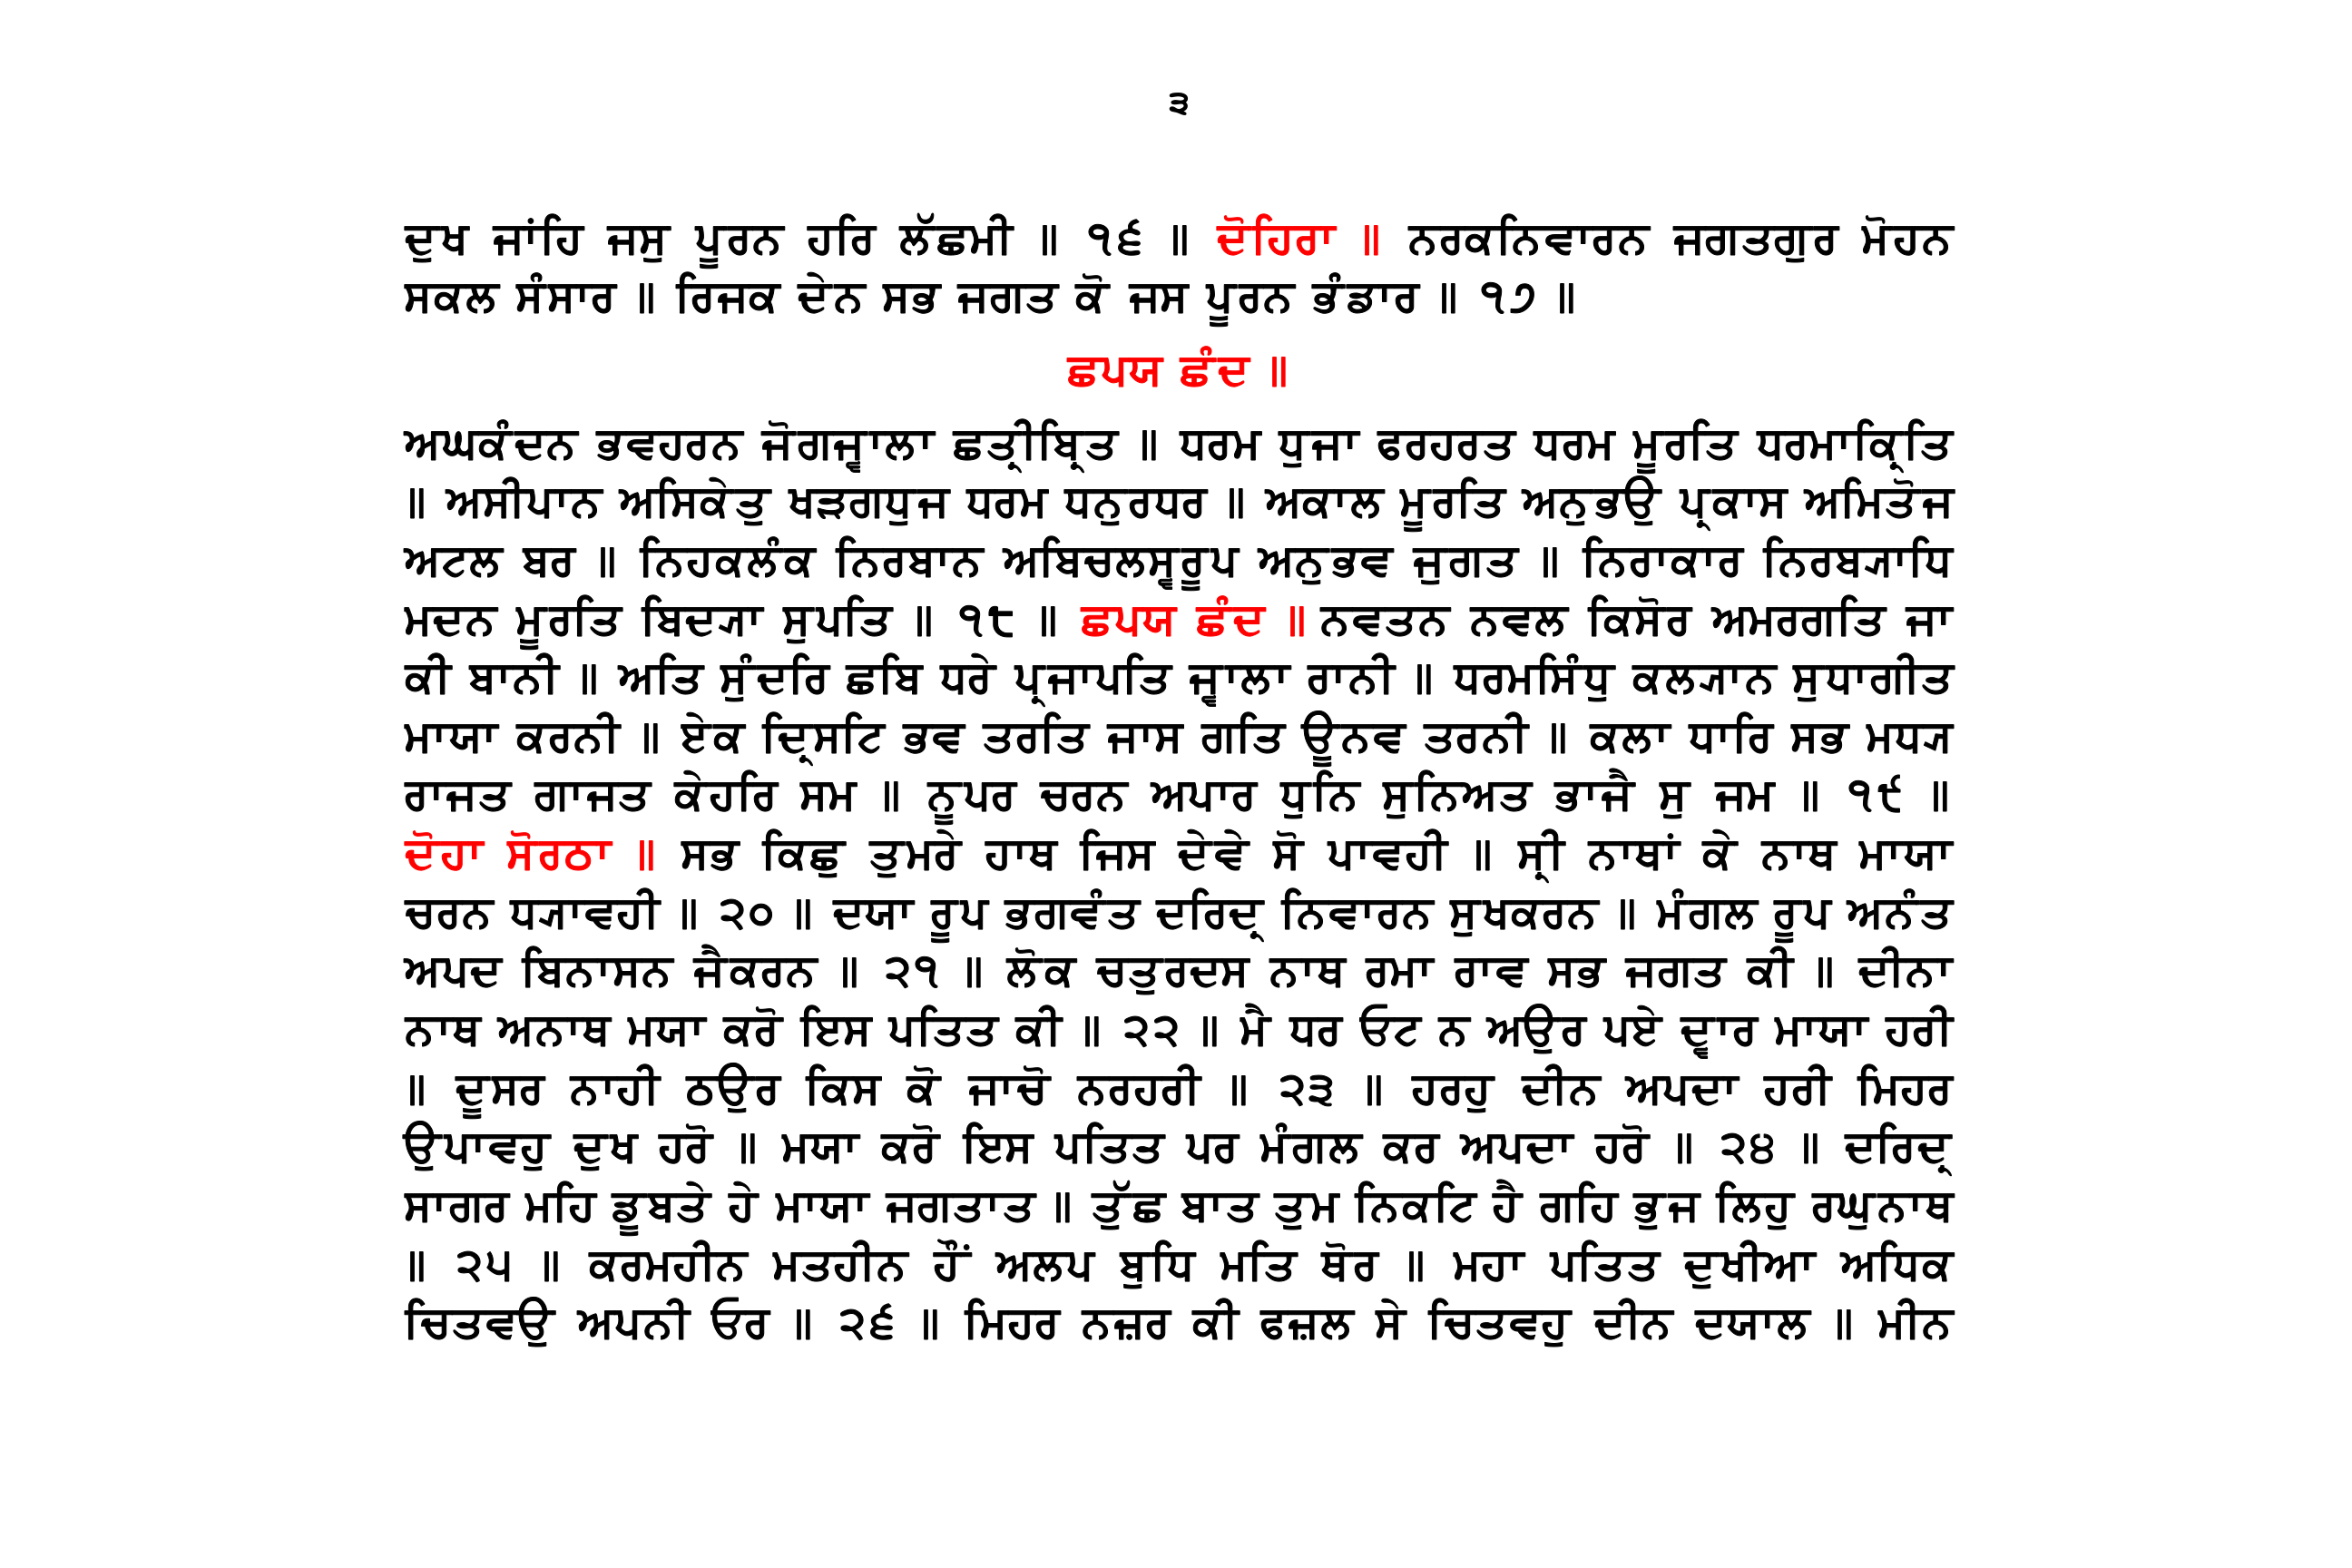 ੩
ਦੁਖ ਜਾਂਹਿ ਜਸੁ ਪੂਰਨ ਹਰਿ ਲੱਛਮੀ ॥ ੧੬ ॥ ਦੋਹਿਰਾ ॥ ਨਰਕਨਿਵਾਰਨ ਜਗਤਗੁਰ ਮੋਹਨ
ਸਕਲ ਸੰਸਾਰ ॥ ਰਿਜਕ ਦੇਨ ਸਭ ਜਗਤ ਕੋ ਜਸ ਪੂਰਨ ਭੰਡਾਰ ॥ ੧੭ ॥
ਛਪਯ ਛੰਦ ॥
ਅਘਕੰਦਨ ਭਵਹਰਨ ਜੋਗਜ੍ਵਾਲਾ ਛਤ੍ਰੀਬ੍ਰਿਤ ॥ ਧਰਮ ਧੁਜਾ ਫਰਹਰਤ ਧਰਮ ਮੂਰਤਿ ਧਰਮਾਕ੍ਰਿਤਿ
॥ ਅਸੀਪਾਨ ਅਸਿਕੇਤੁ ਖੜਗਧੁਜ ਧਰਮ ਧਨੁਰਧਰ ॥ ਅਕਾਲ ਮੂਰਤਿ ਅਨੁਭਉ ਪ੍ਰਕਾਸ ਅਮਿਤੋਜ
ਅਟਲ ਬਰ ॥ ਨਿਹਕਲੰਕ ਨਿਰਬਾਨ ਅਬਿਚਲਸ੍ਵਰੂਪ ਅਨੁਭਵ ਜੁਗਤ ॥ ਨਿਰਾਕਾਰ ਨਿਰਬ੍ਯਾਧਿ
ਮਦਨ ਮੂਰਤਿ ਬਿਦ੍ਯਾ ਸੁਪਤਿ ॥ ੧੮ ॥ ਛਪਯ ਛੰਦ ॥ ਨਵਤਨ ਨਵਲ ਕਿਸੋਰ ਅਮਰਗਤਿ ਜਾ
ਕੀ ਬਾਨੀ ॥ ਅਤਿ ਸੁੰਦਰਿ ਛਬਿ ਧਰੇ ਪ੍ਰਜਾਪਤਿ ਜ੍ਵਾਲਾ ਰਾਨੀ ॥ ਧਰਮਸਿੰਧੁ ਕਲ੍ਯਾਨ ਸੁਧਾਗੀਤ
ਮਾਯਾ ਕਰਨੀ ॥ ਏਕ ਦ੍ਰਿਸਟਿ ਭਵ ਤਰਤਿ ਜਾਸ ਗਤਿ ਊਨਵ ਤਰਨੀ ॥ ਕਲਾ ਧਾਰਿ ਸਭ ਮਧ੍ਯ
ਰਾਜਤ ਗਾਜਤ ਕੇਹਰਿ ਸਮ ॥ ਨੂਪਰ ਚਰਨ ਅਪਾਰ ਧੁਨਿ ਸੁਨਿਅਤ ਭਾਜੈ ਸੁ ਜਮ ॥ ੧੯ ॥
ਦੋਹਾ ਸੋਰਠਾ ॥ ਸਭ ਕਿਛੁ ਤੁਮਰੇ ਹਾਥ ਜਿਸ ਦੇਵੇ ਸੋ ਪਾਵਹੀ ॥ ਸ੍ਰੀ ਨਾਥਾਂ ਕੇ ਨਾਥ ਮਾਯਾ
ਚਰਨ ਧ੍ਯਾਵਹੀ ॥ ੨੦ ॥ ਦਯਾ ਰੂਪ ਭਗਵੰਤ ਦਰਿਦ੍ਰ ਨਿਵਾਰਨ ਸੁਖਕਰਨ ॥ ਮੰਗਲ ਰੂਪ ਅਨੰਤ
ਅਪਦ ਬਿਨਾਸਨ ਜੈਕਰਨ ॥ ੨੧ ॥ ਲੋਕ ਚਤੁਰਦਸ ਨਾਥ ਰਮਾ ਰਾਵ ਸਭ ਜਗਤ ਕੀ ॥ ਦੀਨਾ
ਨਾਥ ਅਨਾਥ ਮਯਾ ਕਰੋ ਇਸ ਪਤਿਤ ਕੀ ॥ ੨੨ ॥ ਮੈ ਧਰ ਓਟ ਨ ਅਉਰ ਪਏ ਦ੍ਵਾਰ ਮਾਯਾ ਹਰੀ
॥ ਦੂਸਰ ਨਾਹੀ ਠਉਰ ਕਿਸ ਕੋ ਜਾਚੋ ਨਰਹਰੀ ॥ ੨੩ ॥ ਹਰਹੁ ਦੀਨ ਅਪਦਾ ਹਰੀ ਮਿਹਰ
ਉਪਾਵਹੁ ਦੁਖ ਹਰੋ ॥ ਮਯਾ ਕਰੋ ਇਸ ਪਤਿਤ ਪਰ ਮੰਗਲ ਕਰ ਅਪਦਾ ਹਰੋ ॥ ੨੪ ॥ ਦਰਿਦ੍ਰ
ਸਾਗਰ ਮਹਿ ਡੂਬਤੇ ਹੇ ਮਾਯਾ ਜਗਤਾਤ ॥ ਤੁੱਛ ਬਾਤ ਤੁਮ ਨਿਕਟਿ ਹੈ ਗਹਿ ਭੁਜ ਲਿਹੁ ਰਘੁਨਾਥ
॥ ੨੫ ॥ ਕਰਮਹੀਨ ਮਤਹੀਨ ਹੌਂ ਅਲਪ ਬੁਧਿ ਮਤਿ ਥੋਰ ॥ ਮਹਾ ਪਤਿਤ ਦੁਖੀਆ ਅਧਿਕ
ਚਿਤਵਉ ਅਪਨੀ ਓਰ ॥ ੨੬ ॥ ਮਿਹਰ ਨਜ਼ਰ ਕੀ ਫਜ਼ਲ ਸੇ ਚਿਤਵਹੁ ਦੀਨ ਦਯਾਲ ॥ ਮੀਨ